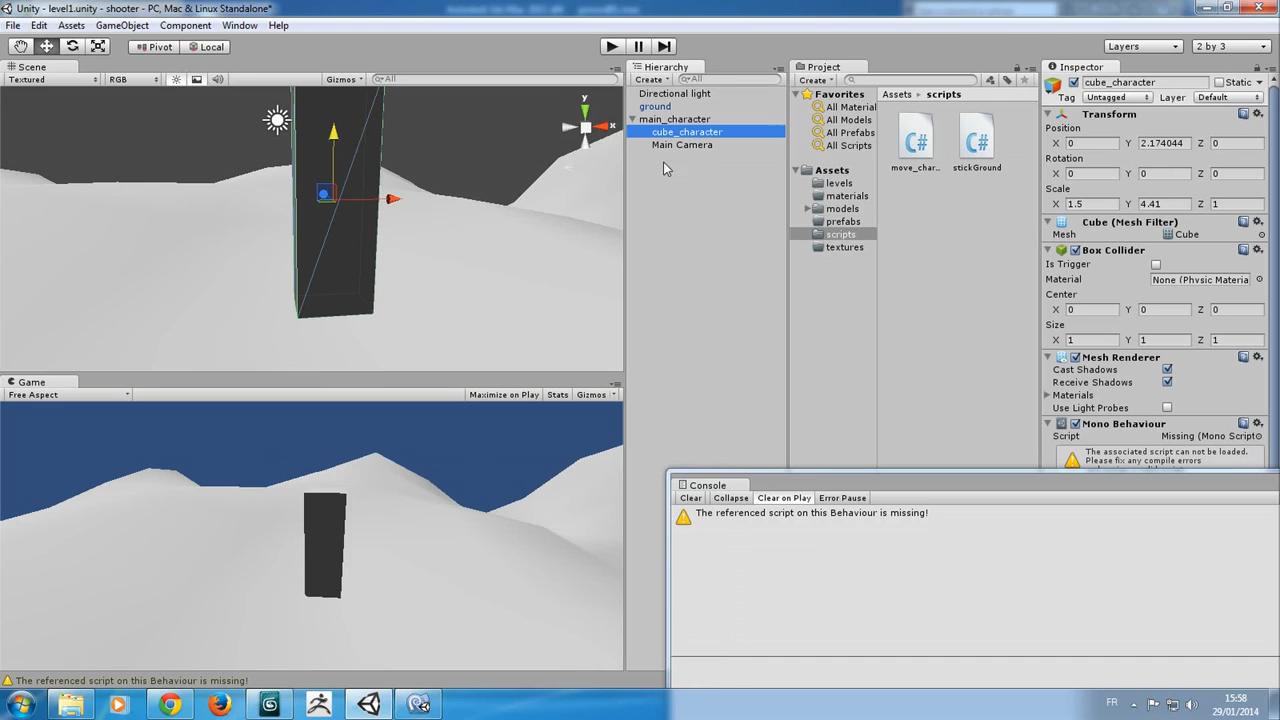 Unity - level1.unity - shooter - PC, Mac & Linux Standalone*
File Edit Assets GameObject Component Window Help
Pivot Local Layers 2 by 3
Scene
Textured RGB Gizmos All
y
x
Game
Free Aspect Maximize on Play Stats Gizmos
Hierarchy
Create All
Directional light
ground
main_character
cube_character
Main Camera
Project
Create
Favorites
All Material
All Models
All Prefabs
All Scripts
Assets
levels
materials
models
prefabs
scripts
textures
Assets scripts
C# C#
move_char... stickGround
Inspector
cube_character Static
Tag Untagged Layer Default
Transform
Position
X 0 Y 2.174044 Z 0
Rotation
X 0 Y 0 Z 0
Scale
X 1.5 Y 4.41 Z 1
Cube (Mesh Filter)
Mesh Cube
Box Collider
Is Trigger
Material None (Physic Materia
Center
X 0 Y 0 Z 0
Size
X 1 Y 1 Z 1
Mesh Renderer
Cast Shadows
Receive Shadows
Materials
Use Light Probes
Mono Behaviour
Script Missing (Mono Script
The associated script can not be loaded.
Please fix any compile errors
Console
Clear Collapse Clear on Play Error Pause
The referenced script on this Behaviour is missing!
The referenced script on this Behaviour is missing!
FR
15:58
29/01/2014